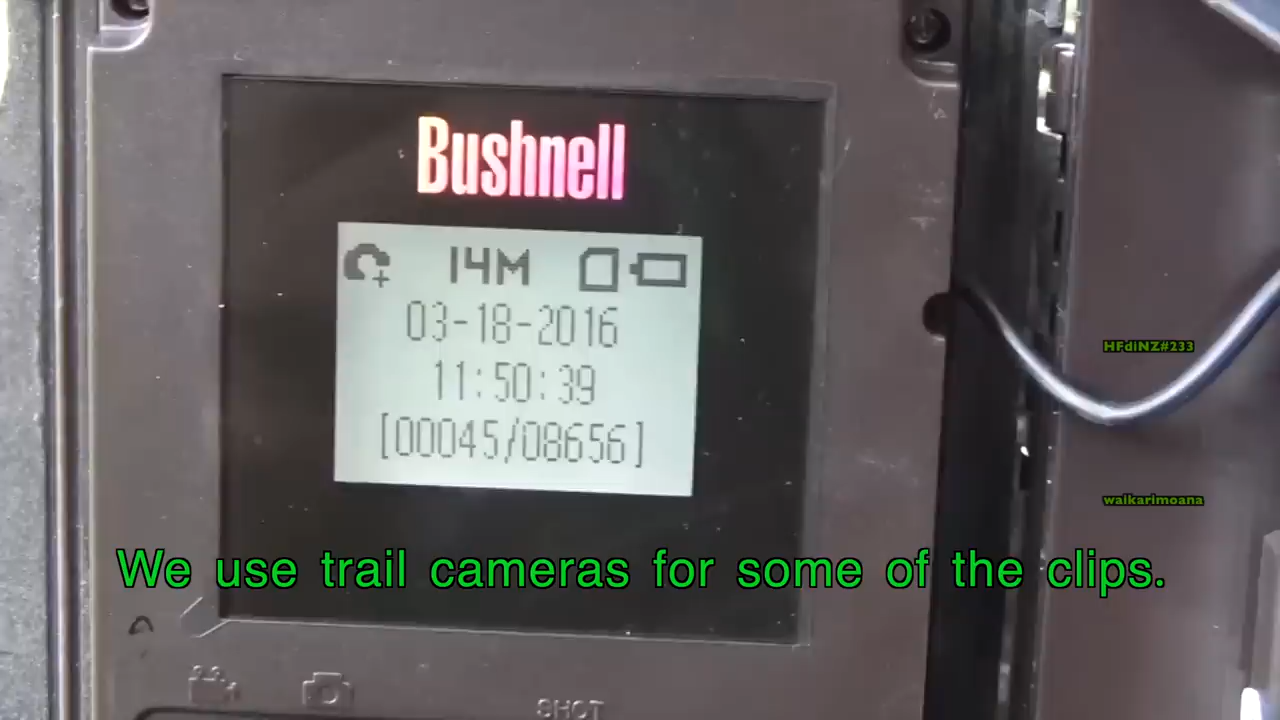 Bushnell
14M
03-18-2016
11:50:39
[00045/08656]
HFdiNZ#233
waikarimoana
We use trail cameras for some of the clips.
SHOT